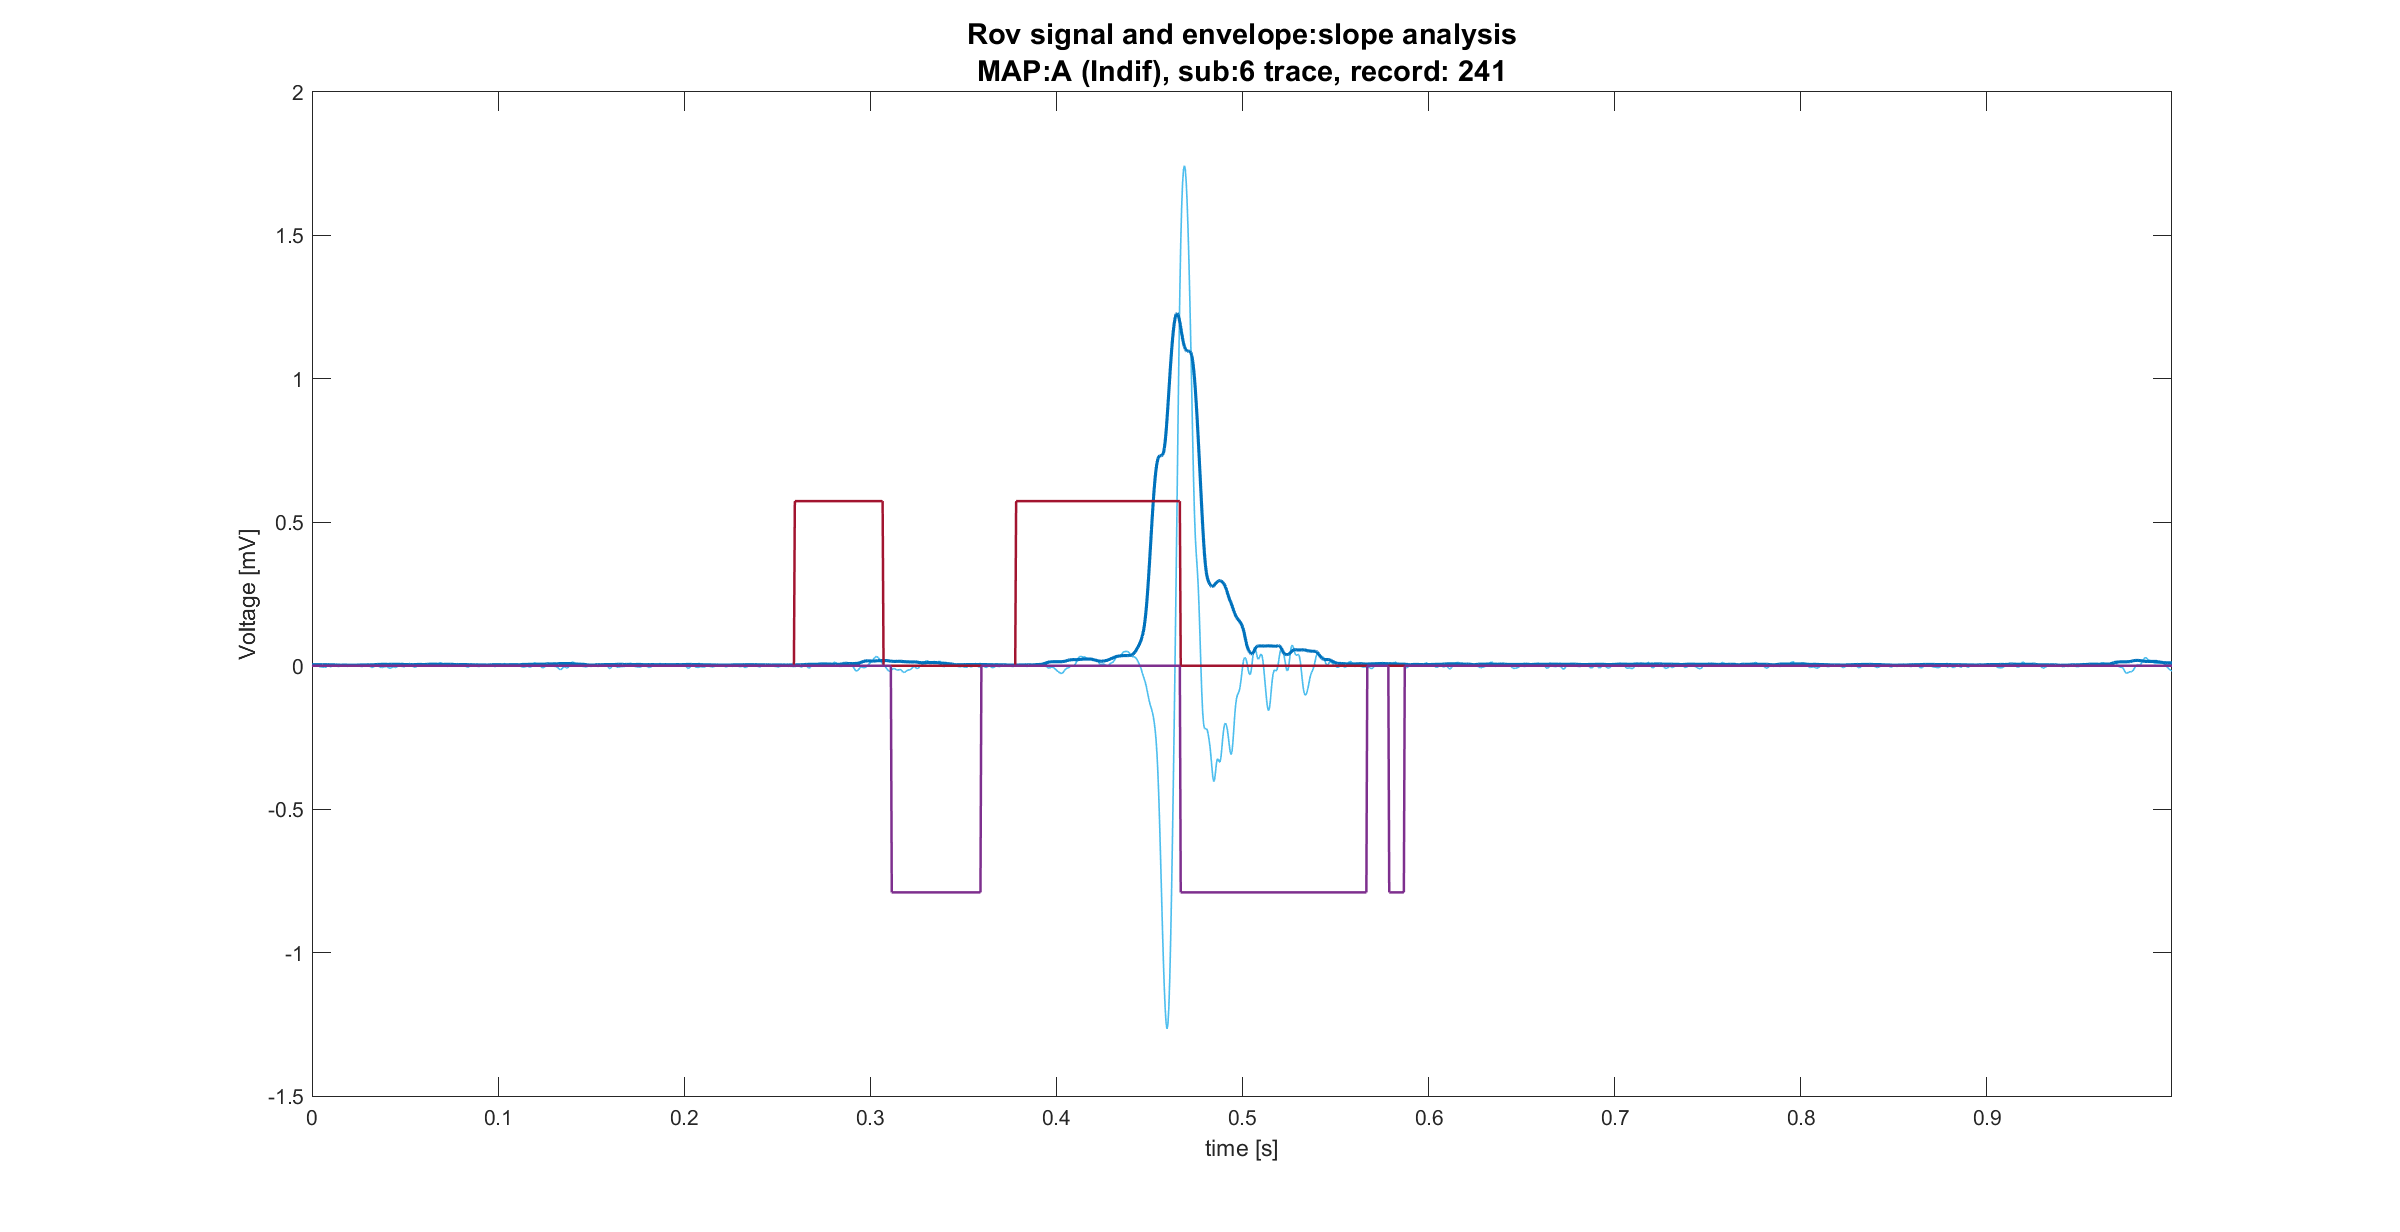 Rov signal and envelope:slope analysis
MAP:A (Indif), sub:6 trace, record: 241
2
1.5
1
0.5
0
-0.5
-1
-1.5
Voltage [mV]
0 0.1 0.2 0.3 0.4 0.5 0.6 0.7 0.8 0.9
time [s]